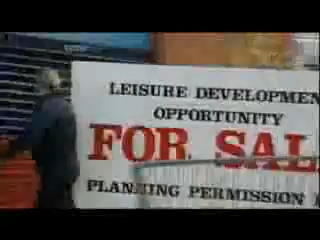 LEISURE DEVELOPMEN
OPPORTUNITY
FOR SAL
PLANNING PERMISSION